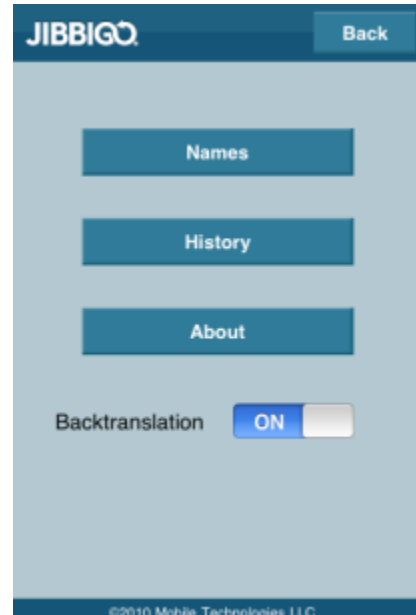 JIBBIGO
Back
Names
History
About
Backtranslation ON
©2010 Mobile Technologies LLC